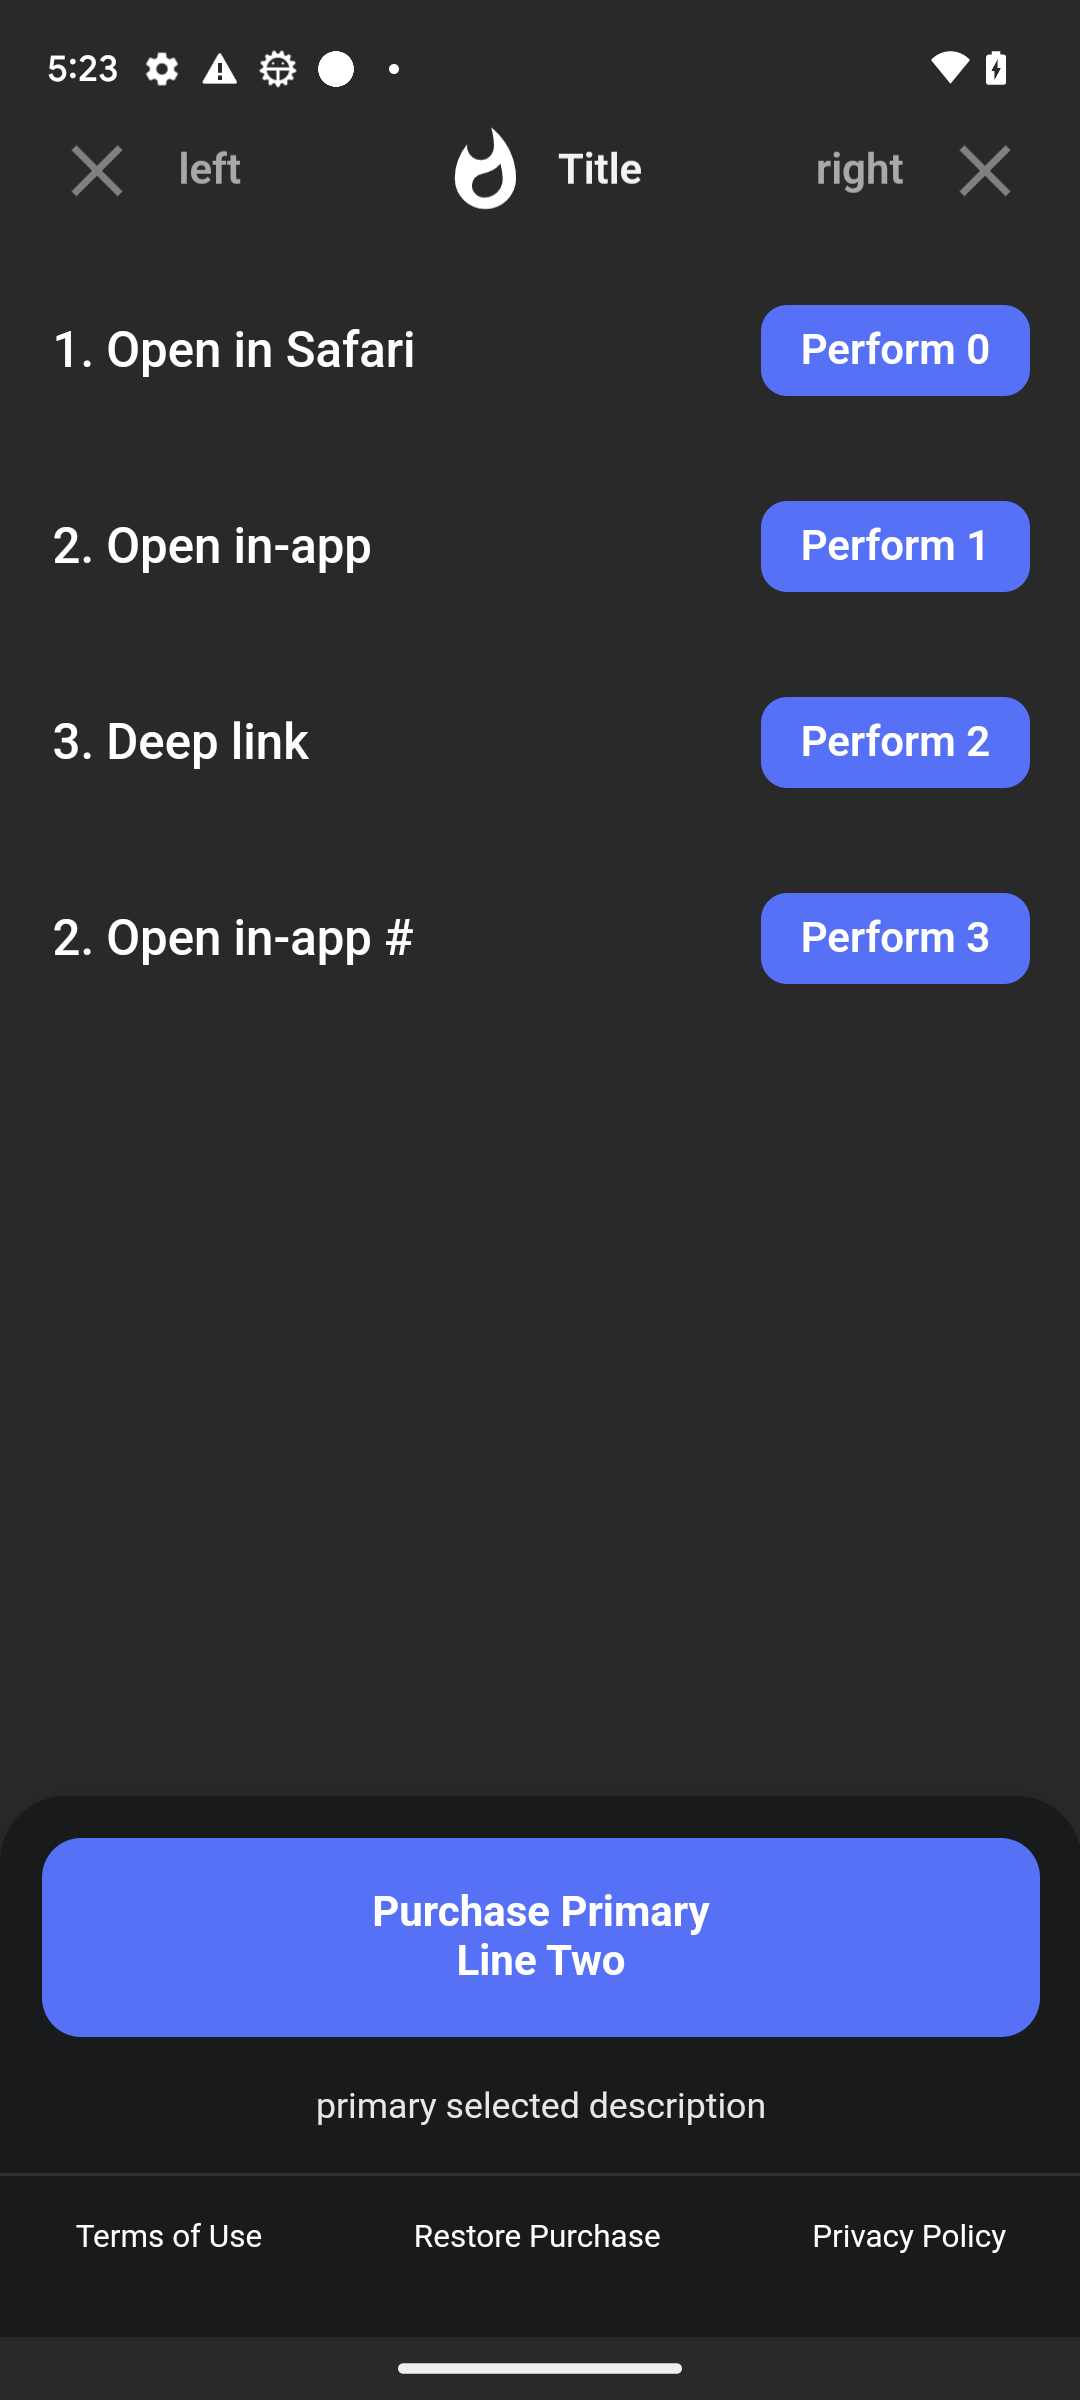 5:23
left Title right
1. Open in Safari Perform 0
2. Open in-app Perform 1
3. Deep link Perform 2
2. Open in-app # Perform 3
Purchase Primary
Line Two
primary selected description
Terms of Use Restore Purchase Privacy Policy